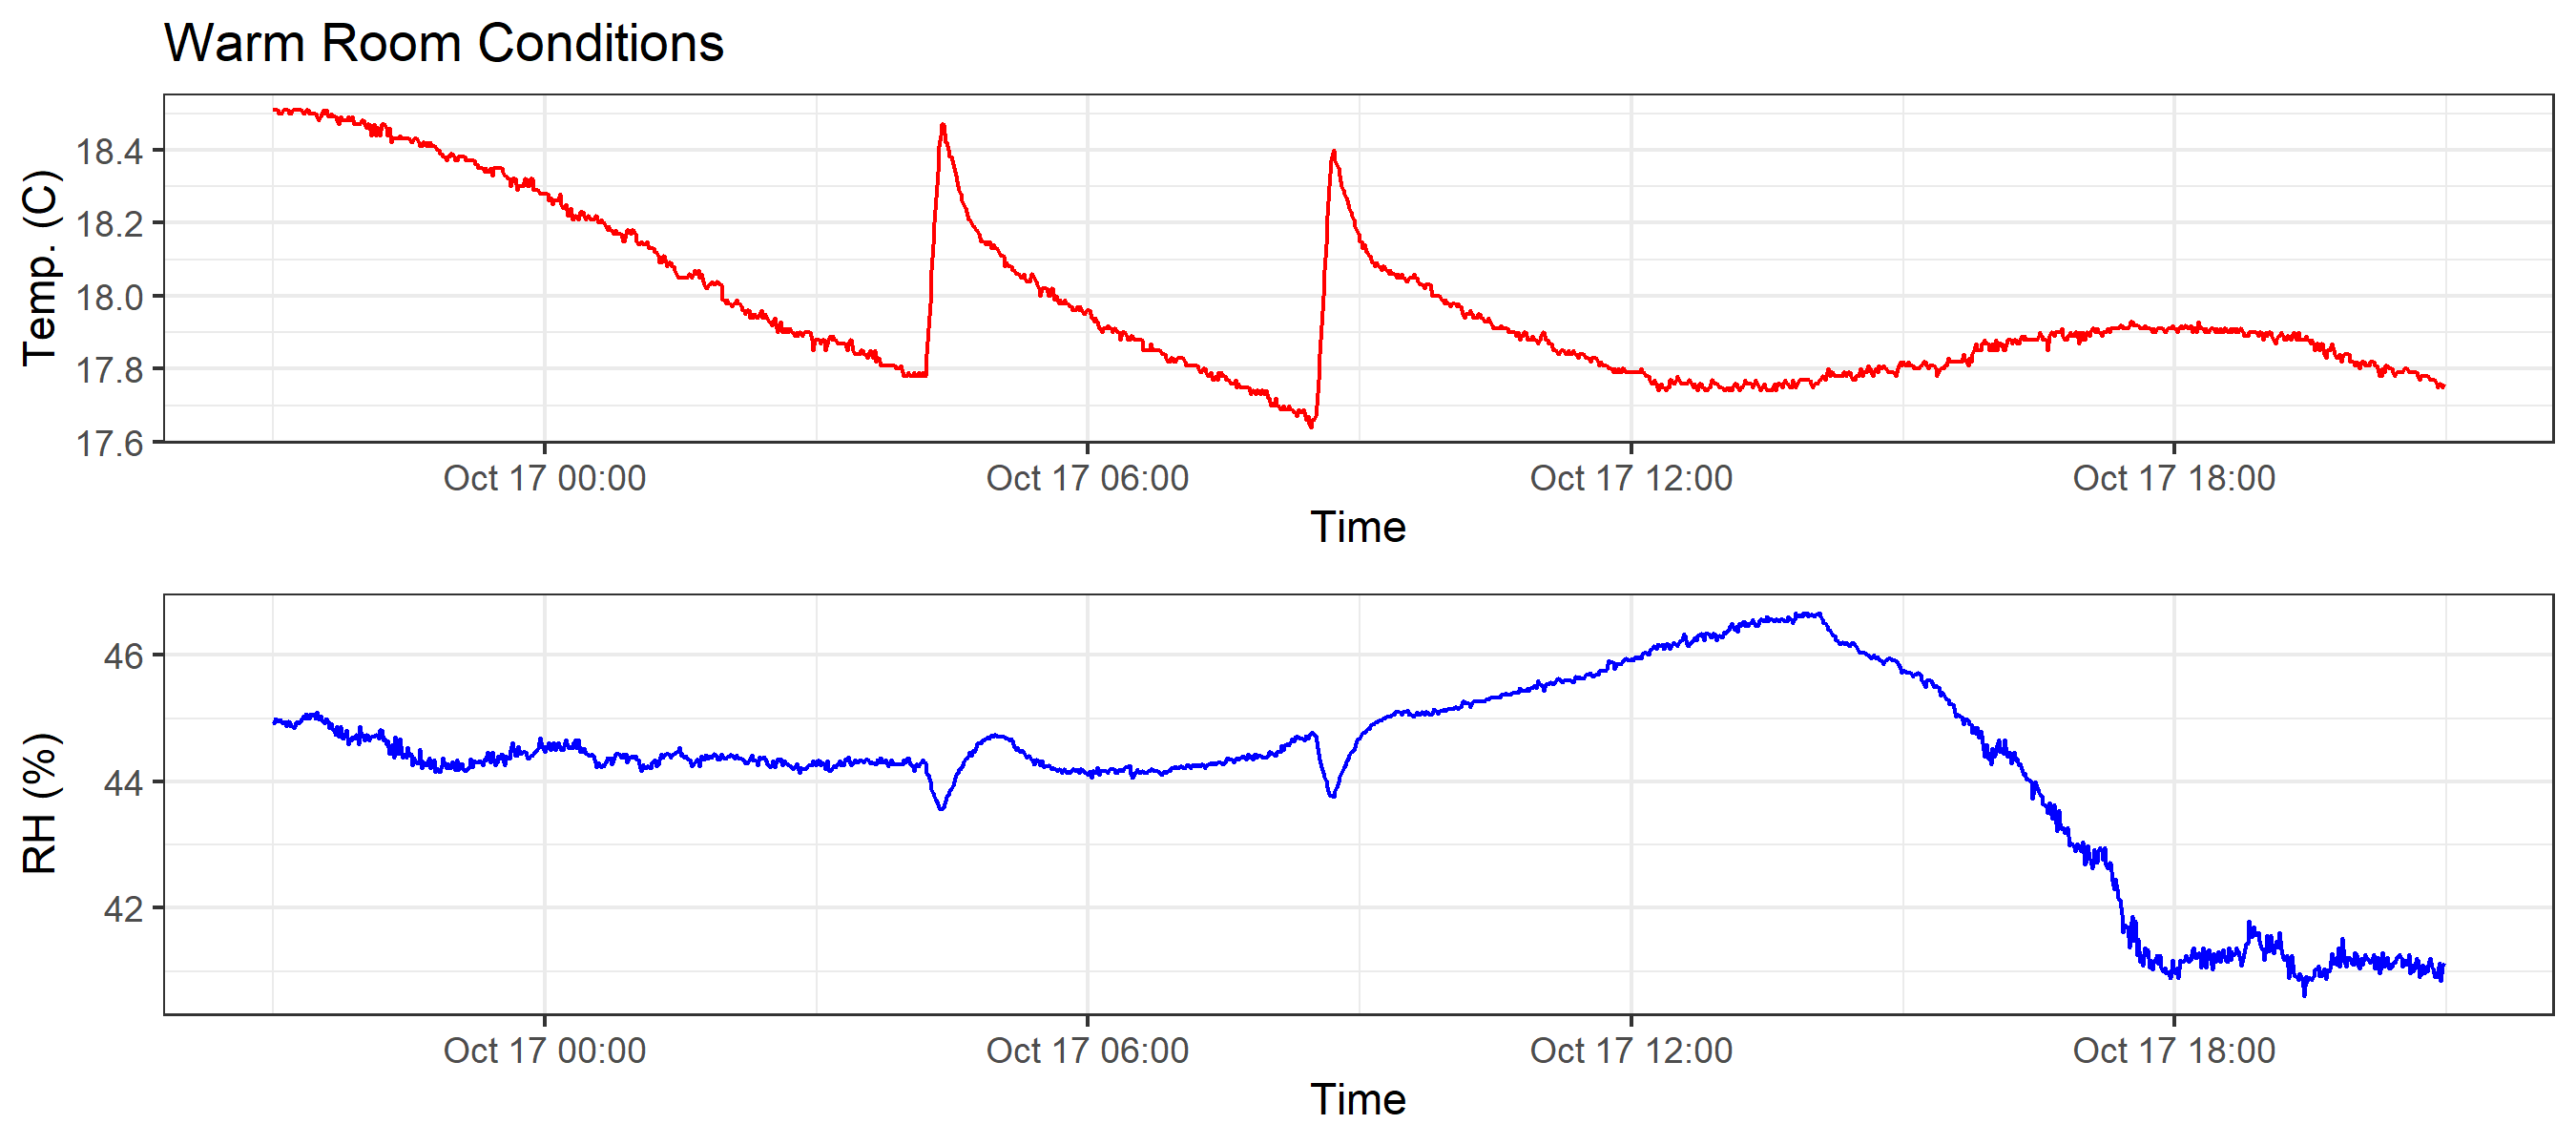 Warm Room Conditions
Temp. (C)
18.4
18.2
18.0
17.8
17.6
Oct 17 00:00 Oct 17 06:00 Oct 17 12:00 Oct 17 18:00
Time
RH (%)
46
44
42
Oct 17 00:00 Oct 17 06:00 Oct 17 12:00 Oct 17 18:00
Time